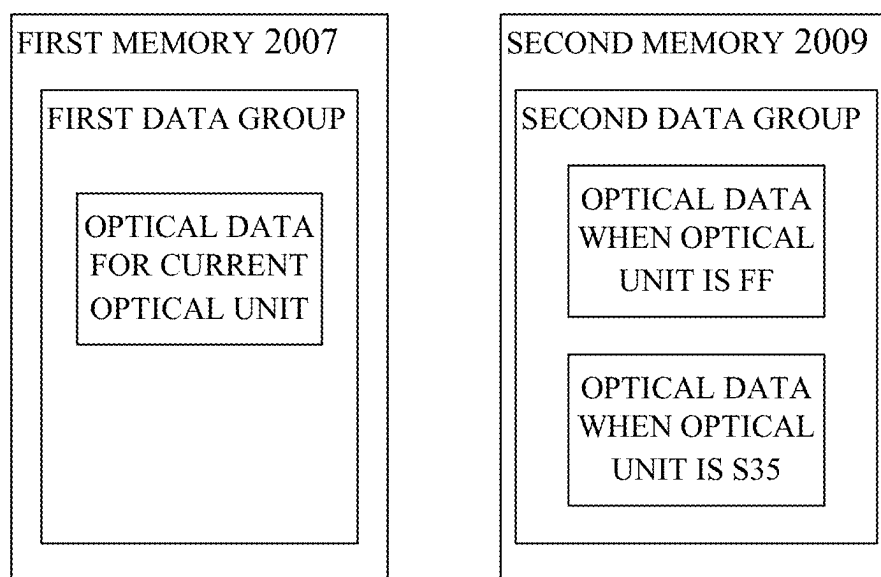 FIRST MEMORY 2007
FIRST DATA GROUP
OPTICAL DATA
FOR CURRENT
OPTICAL UNIT
SECOND MEMORY 2009
SECOND DATA GROUP
OPTICAL DATA
WHEN OPTICAL
UNIT IS FF
OPTICAL DATA
WHEN OPTICAL
UNIT IS S35